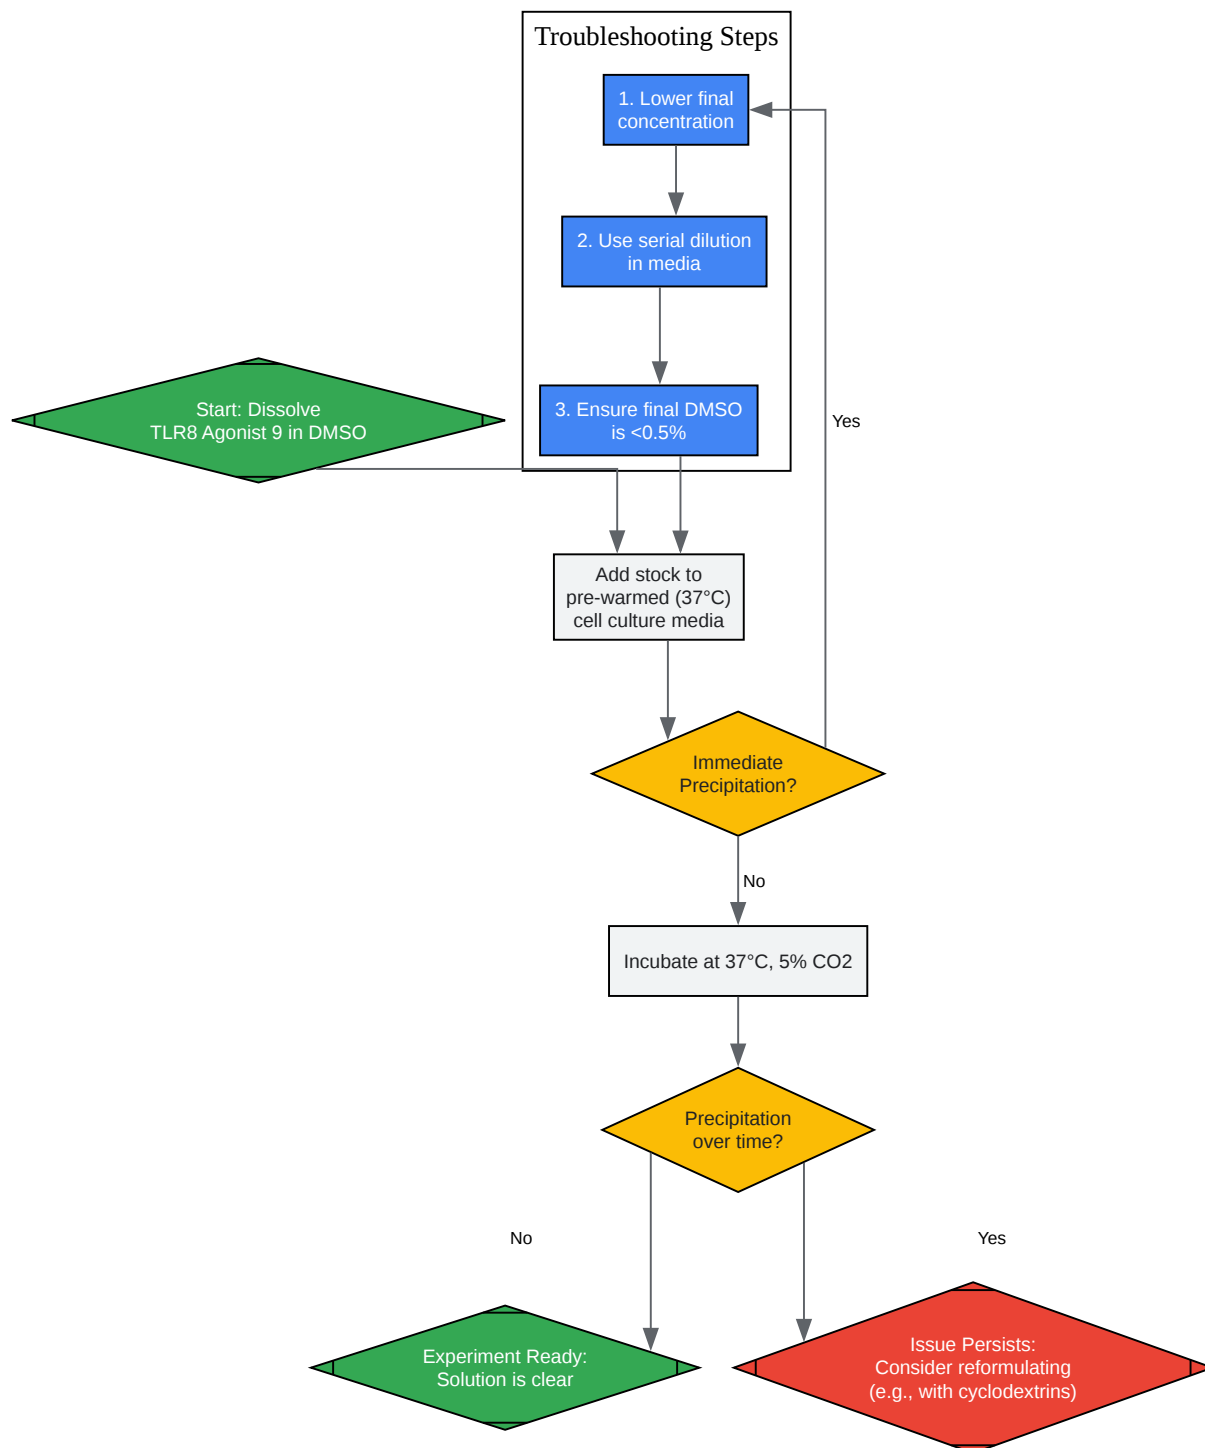 Troubleshooting Steps
1. Lower final
concentration
2. Use serial dilution
in media
3. Ensure final DMSO
is <0.5%
Start: Dissolve
TLR8 Agonist 9 in DMSO
Yes
Add stock to
pre-warmed (37°C)
cell culture media
Immediate
Precipitation?
No
Incubate at 37°C, 5% CO2
Precipitation
over time?
No
Yes
Experiment Ready:
Solution is clear
Issue Persists:
Consider reformulating
(e.g., with cyclodextrins)